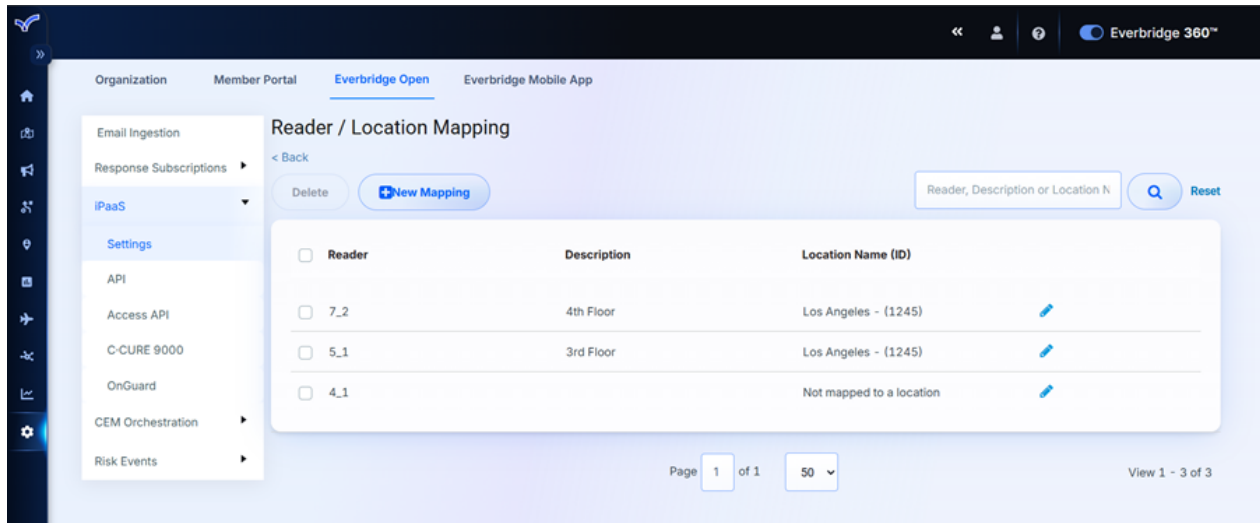 Everbridge 360™
Organization Member Portal Everbridge Open Everbridge Mobile App
Email Ingestion
Response Subscriptions
iPaaS
Settings
API
Access API
C-CURE 9000
OnGuard
CEM Orchestration
Risk Events
Reader / Location Mapping
< Back
Delete New Mapping Reader, Description or Location N Reset
Reader Description Location Name (ID)
7_2 4th Floor Los Angeles - (1245)
5_1 3rd Floor Los Angeles - (1245)
4_1 Not mapped to a location
Page 1 of 1 50 View 1 - 3 of 3